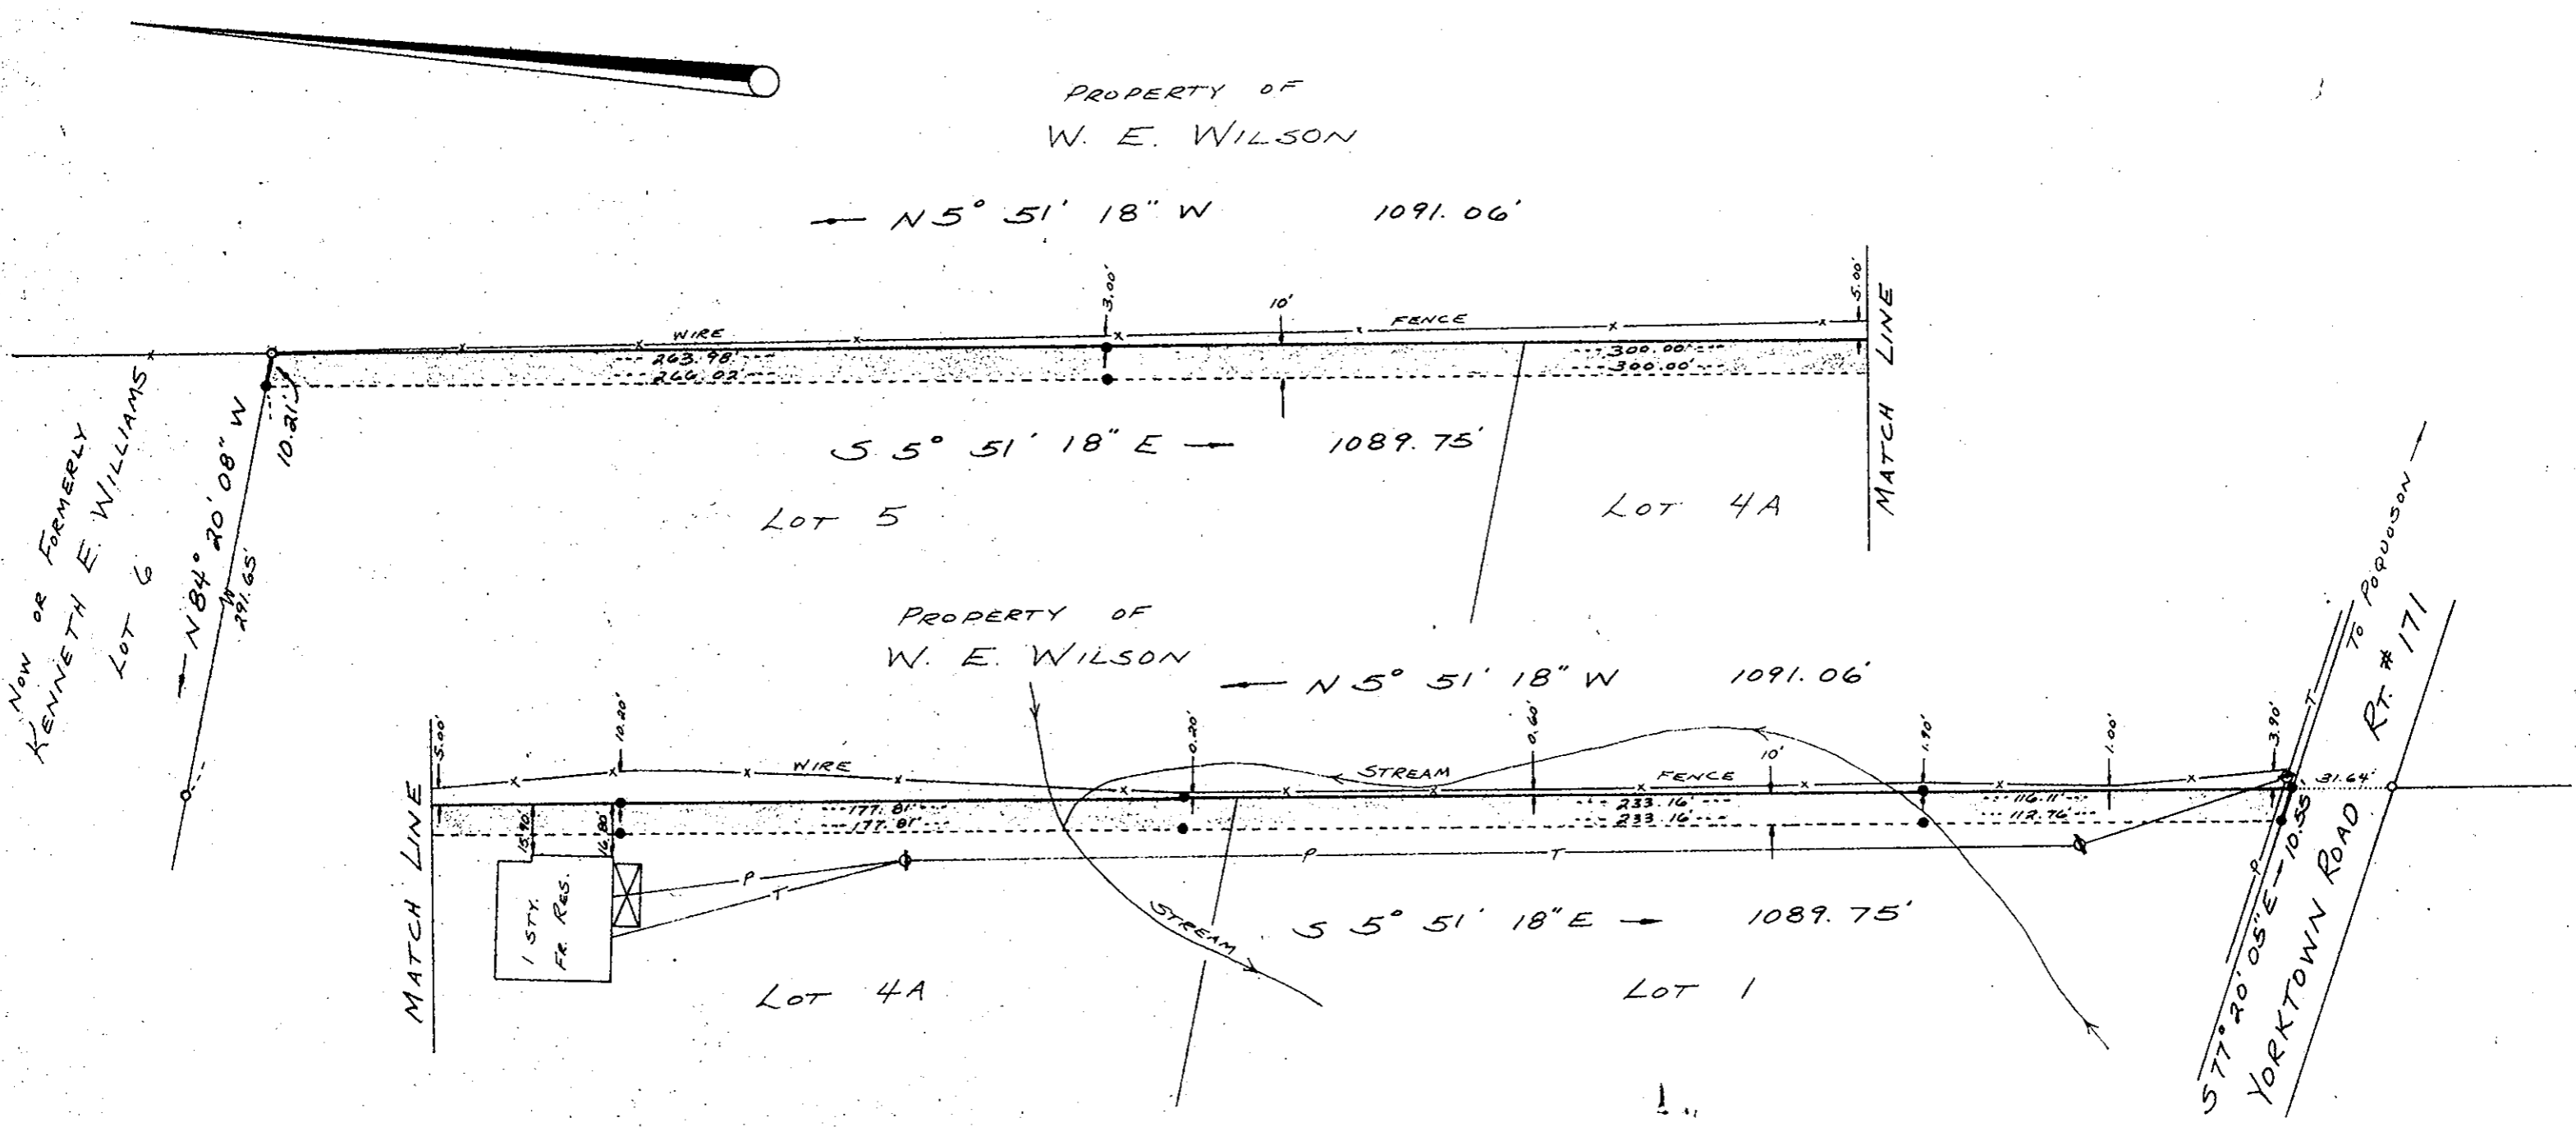 PROPERTY OF
W. E. WILSON
N 5° 51' 18" W 1091.06'
3.00'
10'
5.00'
WIRE
FENCE
263.98'
266.02'
300.00'
300.00'
MATCH LINE
10.21'
S 5° 51' 18" E 1089.75'
NOW OR FORMERLY
KENNETH E. WILLIAMS
LOT 6
N 84° 20' 08" W
291.65'
LOT 5
LOT 4A
PROPERTY OF
W. E. WILSON
N 5° 51' 18" W 1091.06'
5.00'
10.20'
0.20'
0.60'
10'
1.90'
1.00'
3.90'
WIRE
STREAM
FENCE
31.64'
177.81'
177.81'
233.16'
233.16'
116.11'
112.76'
15.90'
16.80'
MATCH LINE
1 STY.
FR. RES.
P
T
P
T
STREAM
S 5° 51' 18" E 1089.75'
LOT 4A
LOT 1
T
P
TO POQUOSON
RT. # 171
S 77° 20' 05" E 10.55'
YORKTOWN ROAD